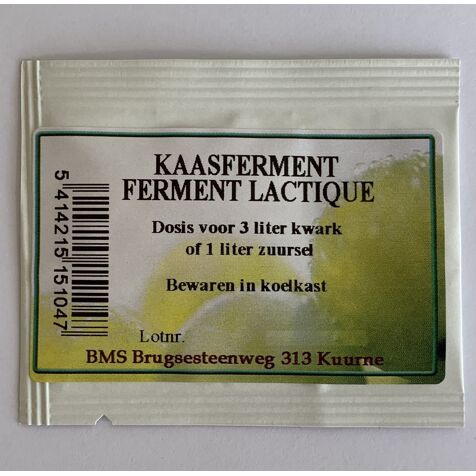 KAASFERMENT
FERMENT LACTIQUE
Dosis voor 3 liter kwark
of 1 liter zuursel
Bewaren in koelkast
5 414215 151047
Lotnr.
BMS Brugsesteenweg 313 Kuurne